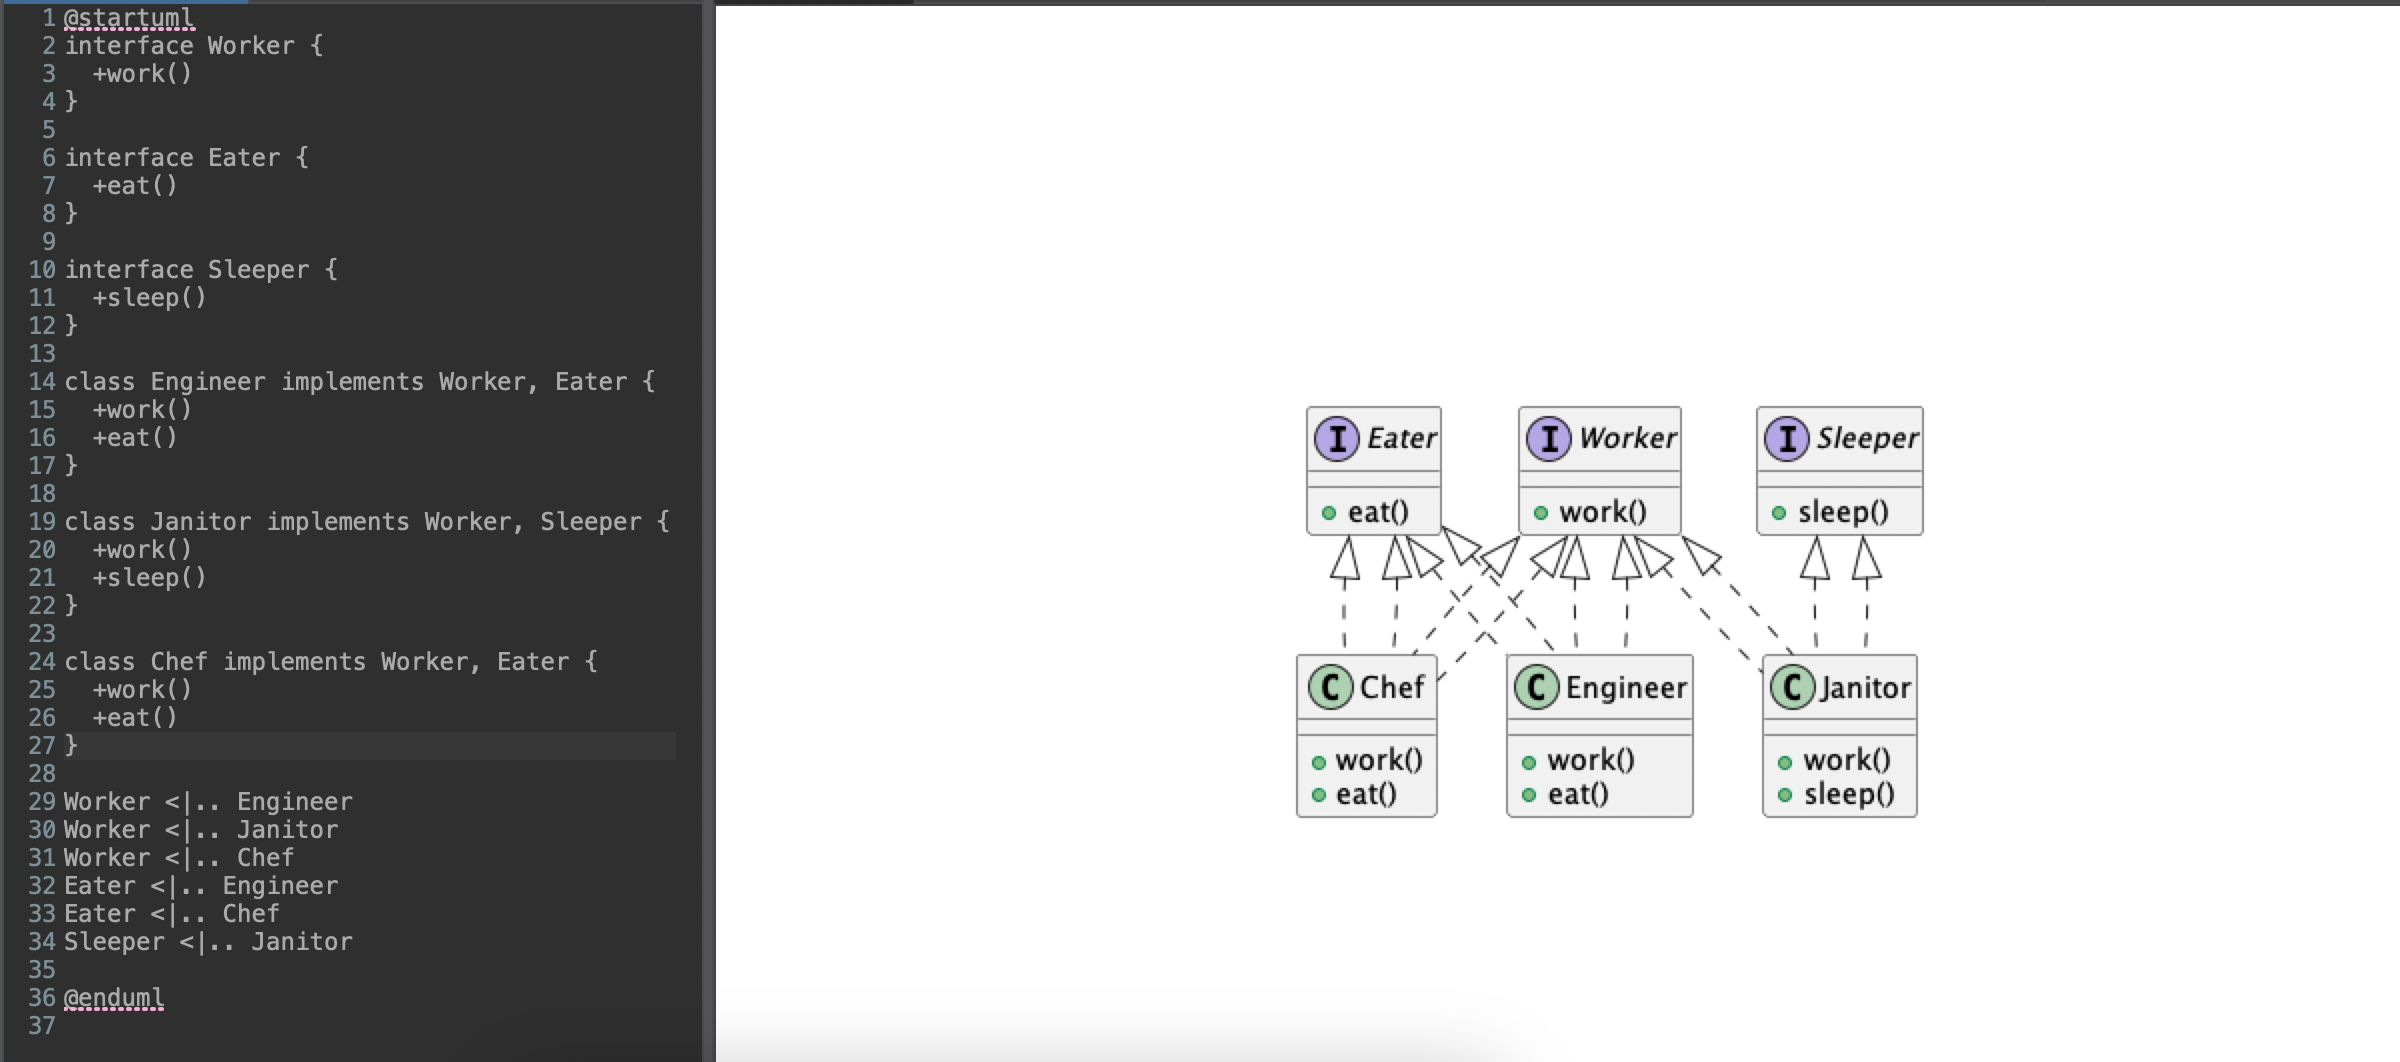 1 @startuml
2 interface Worker {
3   +work()
4 }
5
6 interface Eater {
7   +eat()
8 }
9
10 interface Sleeper {
11   +sleep()
12 }
13
14 class Engineer implements Worker, Eater {
15   +work()
16   +eat()
17 }
18
19 class Janitor implements Worker, Sleeper {
20   +work()
21   +sleep()
22 }
23
24 class Chef implements Worker, Eater {
25   +work()
26   +eat()
27 }
28
29 Worker <|.. Engineer
30 Worker <|.. Janitor
31 Worker <|.. Chef
32 Eater <|.. Engineer
33 Eater <|.. Chef
34 Sleeper <|.. Janitor
35
36 @enduml
37
I Eater
eat()
I Worker
work()
I Sleeper
sleep()
C Chef
work()
eat()
C Engineer
work()
eat()
C Janitor
work()
sleep()